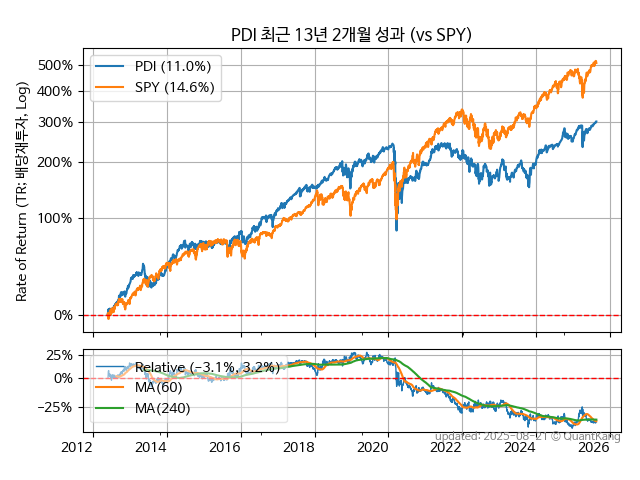 PDI 최근 13년 2개월 성과 (vs SPY)
Rate of Return (TR: 배당재투자, Log)
500%
400%
300%
200%
100%
0%
PDI (11.0%)
SPY (14.6%)
25%
0%
−25%
Relative (−3.1%, 3.2%)
MA(60)
MA(240)
2012 2014 2016 2018 2020 2022 2024 2026
updated: 2025-08-21 © QuantKang